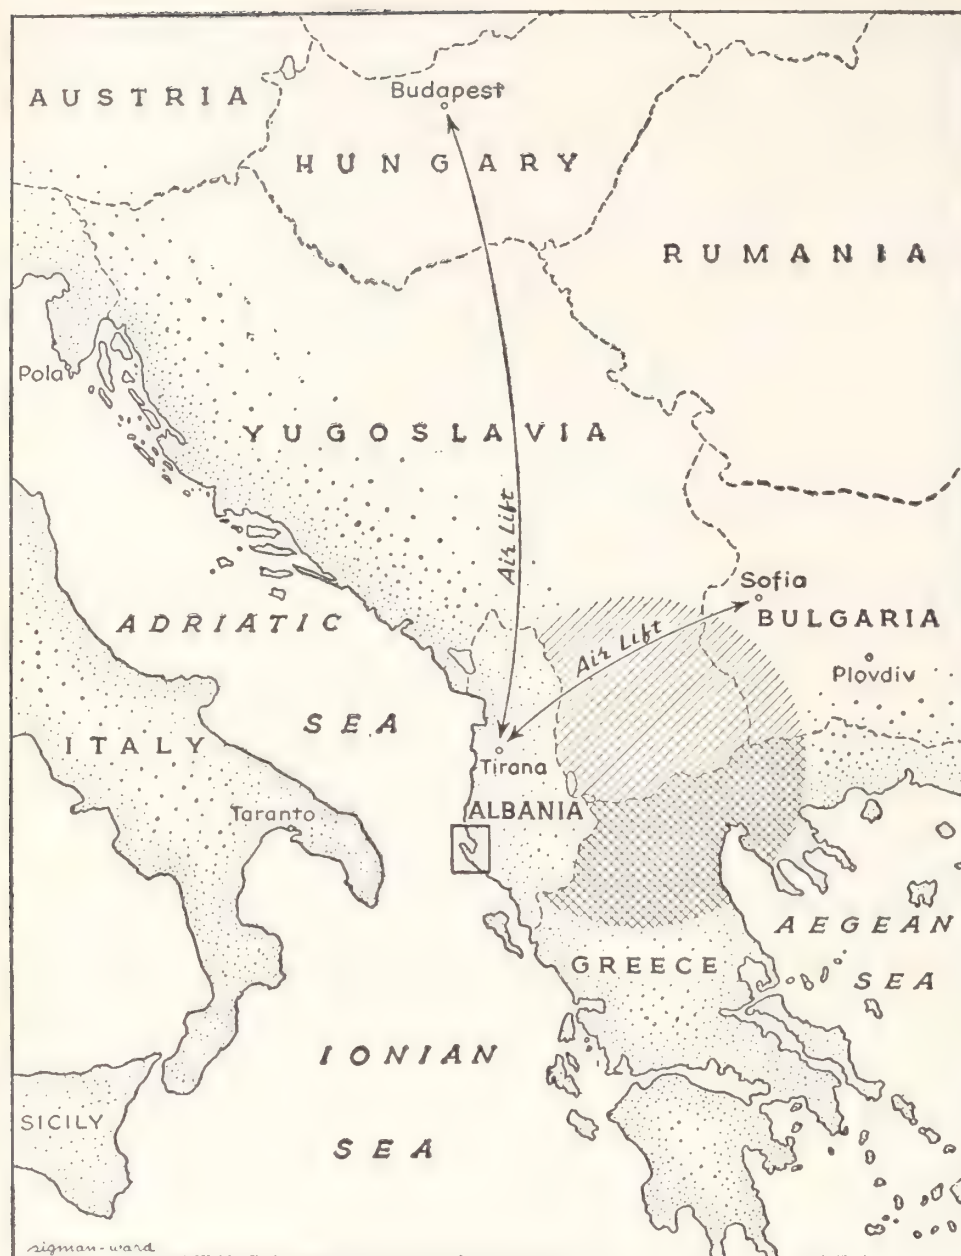 Budapest
AUSTRIA
HUNGARY
RUMANIA
Pola
YUGOSLAVIA
Air Lift
Sofia
BULGARIA
ADRIATIC
Air Lift
Plovdiv
SEA
ITALY
Tirana
ALBANIA
Taranto
AEGEAN
GREECE
SEA
IONIAN
SICILY
SEA
sigman-ward